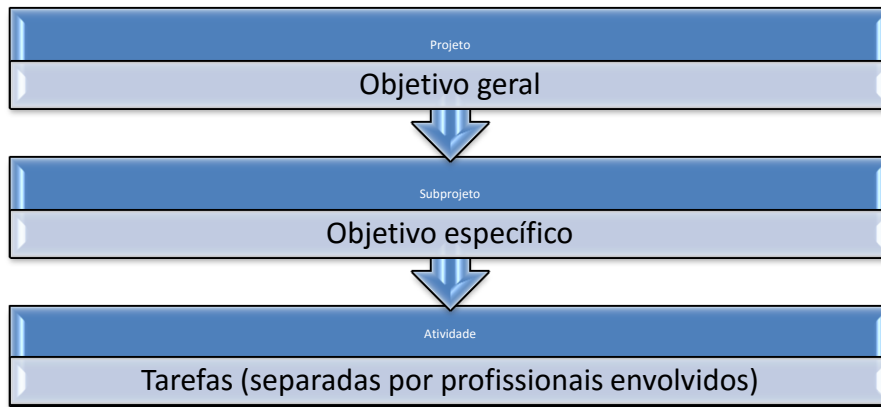 Projeto
Objetivo geral
Subprojeto
Objetivo específico
Atividade
Tarefas (separadas por profissionais envolvidos)